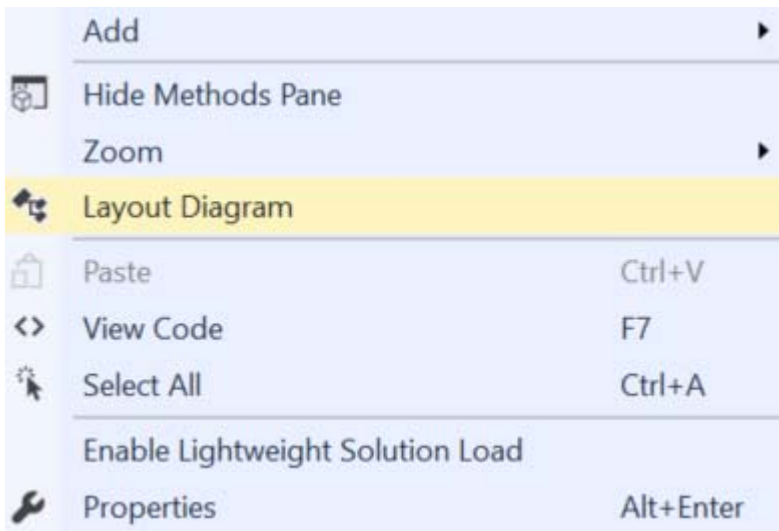 Add
Hide Methods Pane
Zoom
Layout Diagram
Paste Ctrl+V
View Code F7
Select All Ctrl+A
Enable Lightweight Solution Load
Properties Alt+Enter